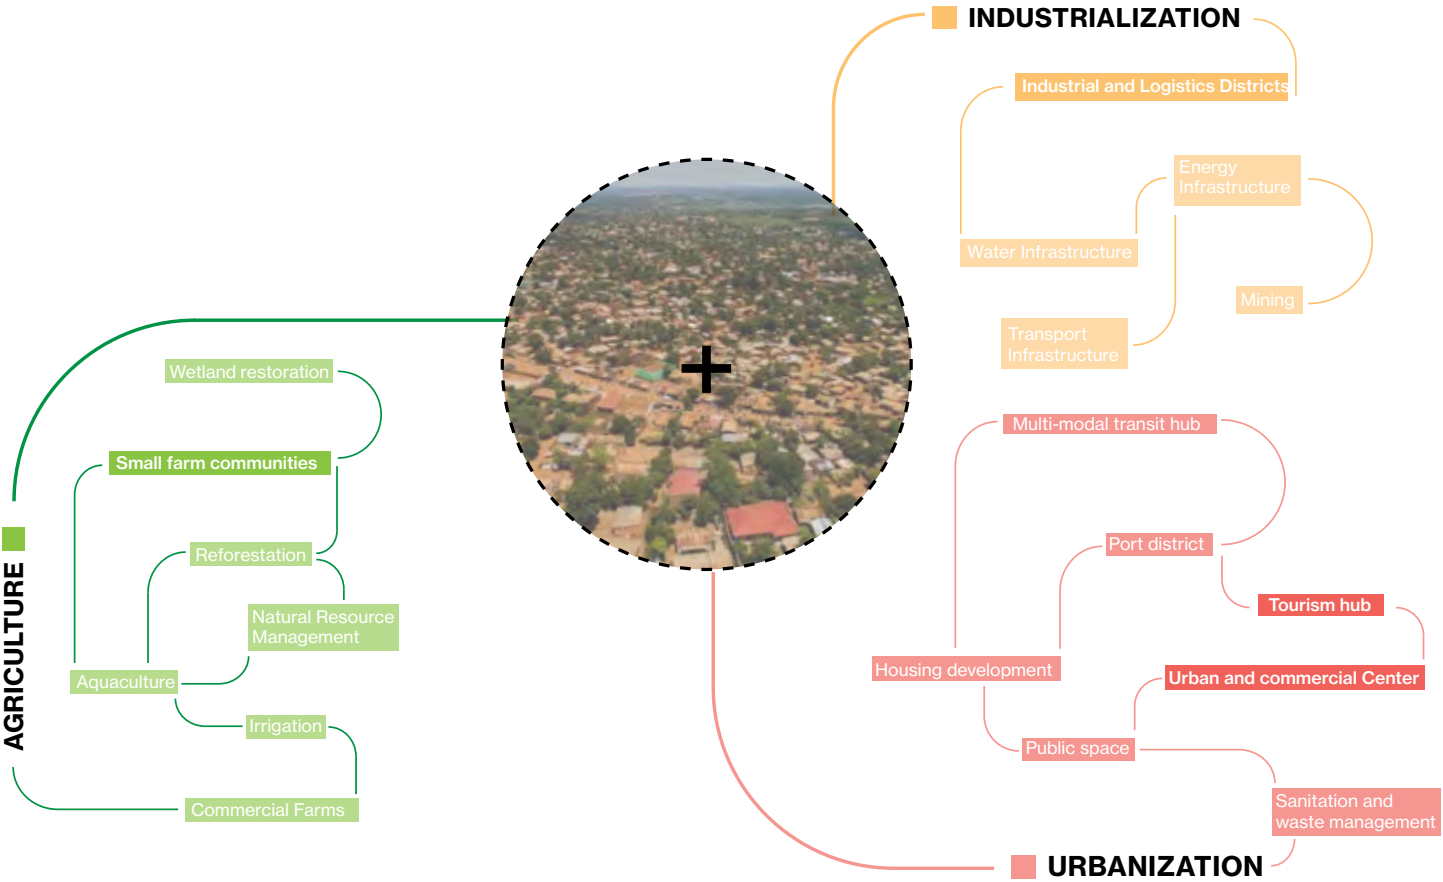 INDUSTRIALIZATION
Industrial and Logistics Districts
Energy
Infrastructure
Water Infrastructure
Mining
Transport
Infrastructure
AGRICULTURE
Wetland restoration
Small farm communities
Reforestation
Natural Resource
Management
Aquaculture
Irrigation
Commercial Farms
Multi-modal transit hub
Port district
Tourism hub
Housing development
Urban and commercial Center
Public space
Sanitation and
waste management
URBANIZATION